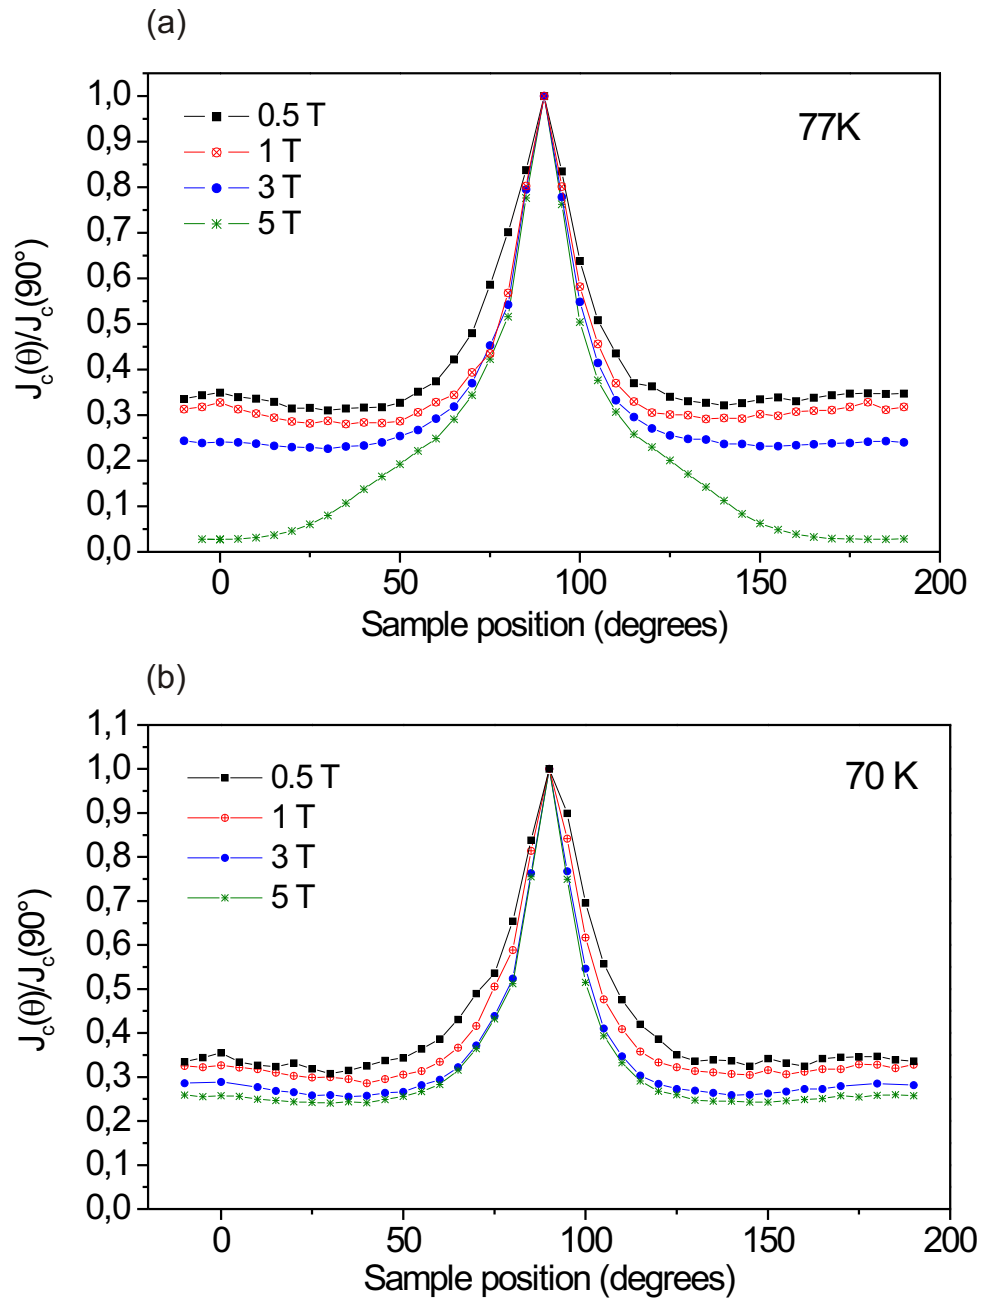 (a)
1,0
0,9
0,8
0,7
0,6
0,5
0,4
0,3
0,2
0,1
0,0
J_c(θ)/J_c(90°)
0.5 T
1 T
3 T
5 T
77K
0 50 100 150 200
Sample position (degrees)
(b)
1,1
1,0
0,9
0,8
0,7
0,6
0,5
0,4
0,3
0,2
0,1
0,0
J_c(θ)/J_c(90°)
0.5 T
1 T
3 T
5 T
70 K
0 50 100 150 200
Sample position (degrees)